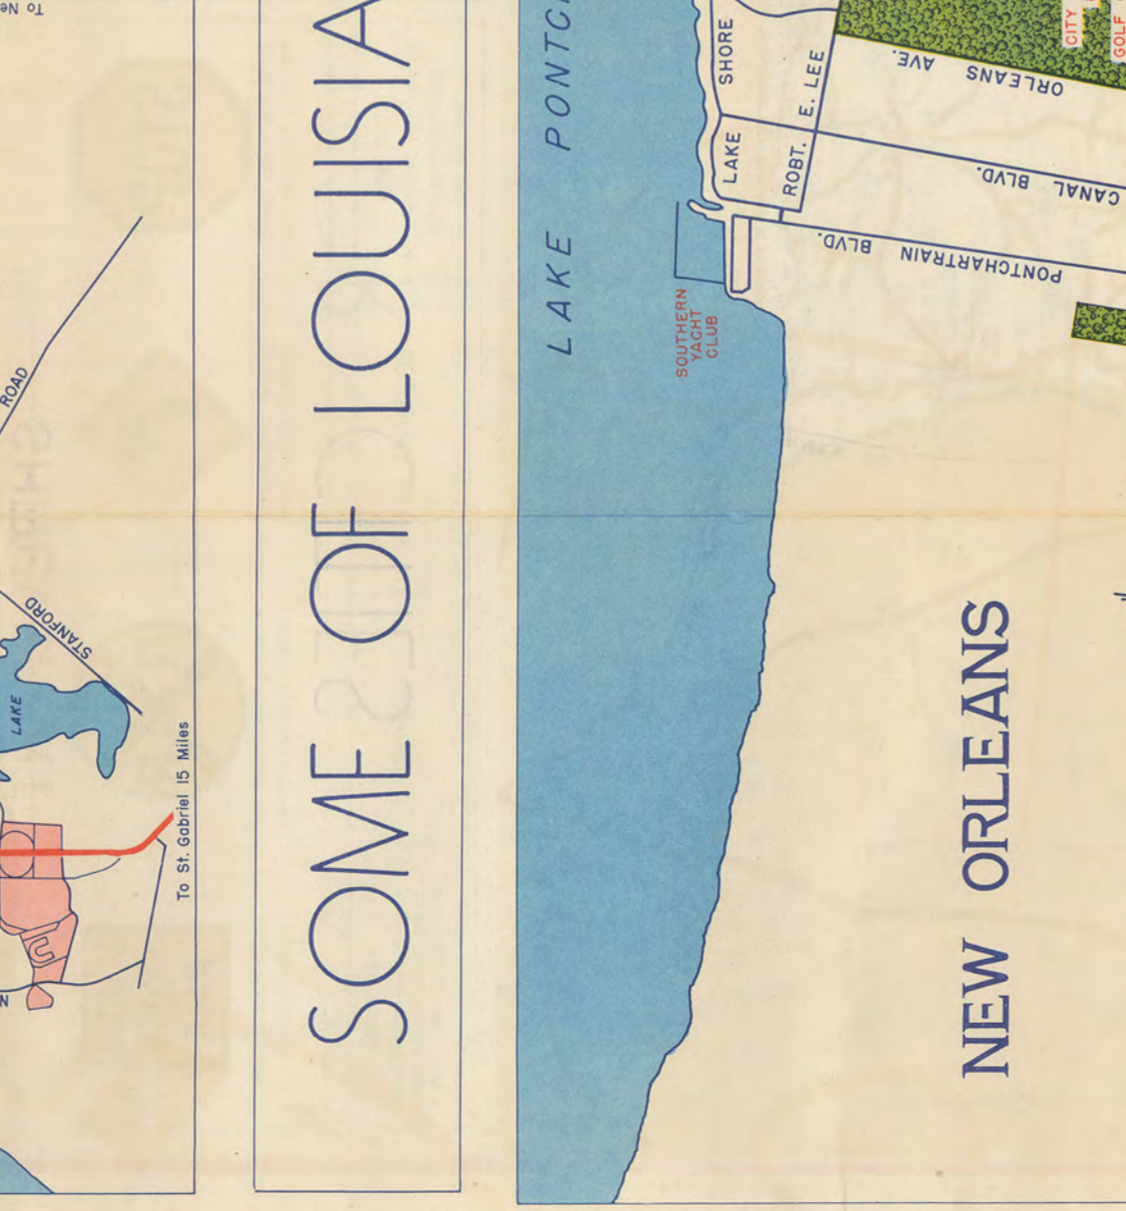 To Ne
ROAD
STANFORD
LAKE
To St. Gabriel 15 Miles
N
SOME OF LOUISIA
LAKE PONTC
SOUTHERN
YACHT
CLUB
LAKE SHORE
ROBT. E. LEE
ORLEANS AVE.
CANAL BLVD.
PONTCHARTRAIN BLVD.
CITY
GOLF
NEW ORLEANS